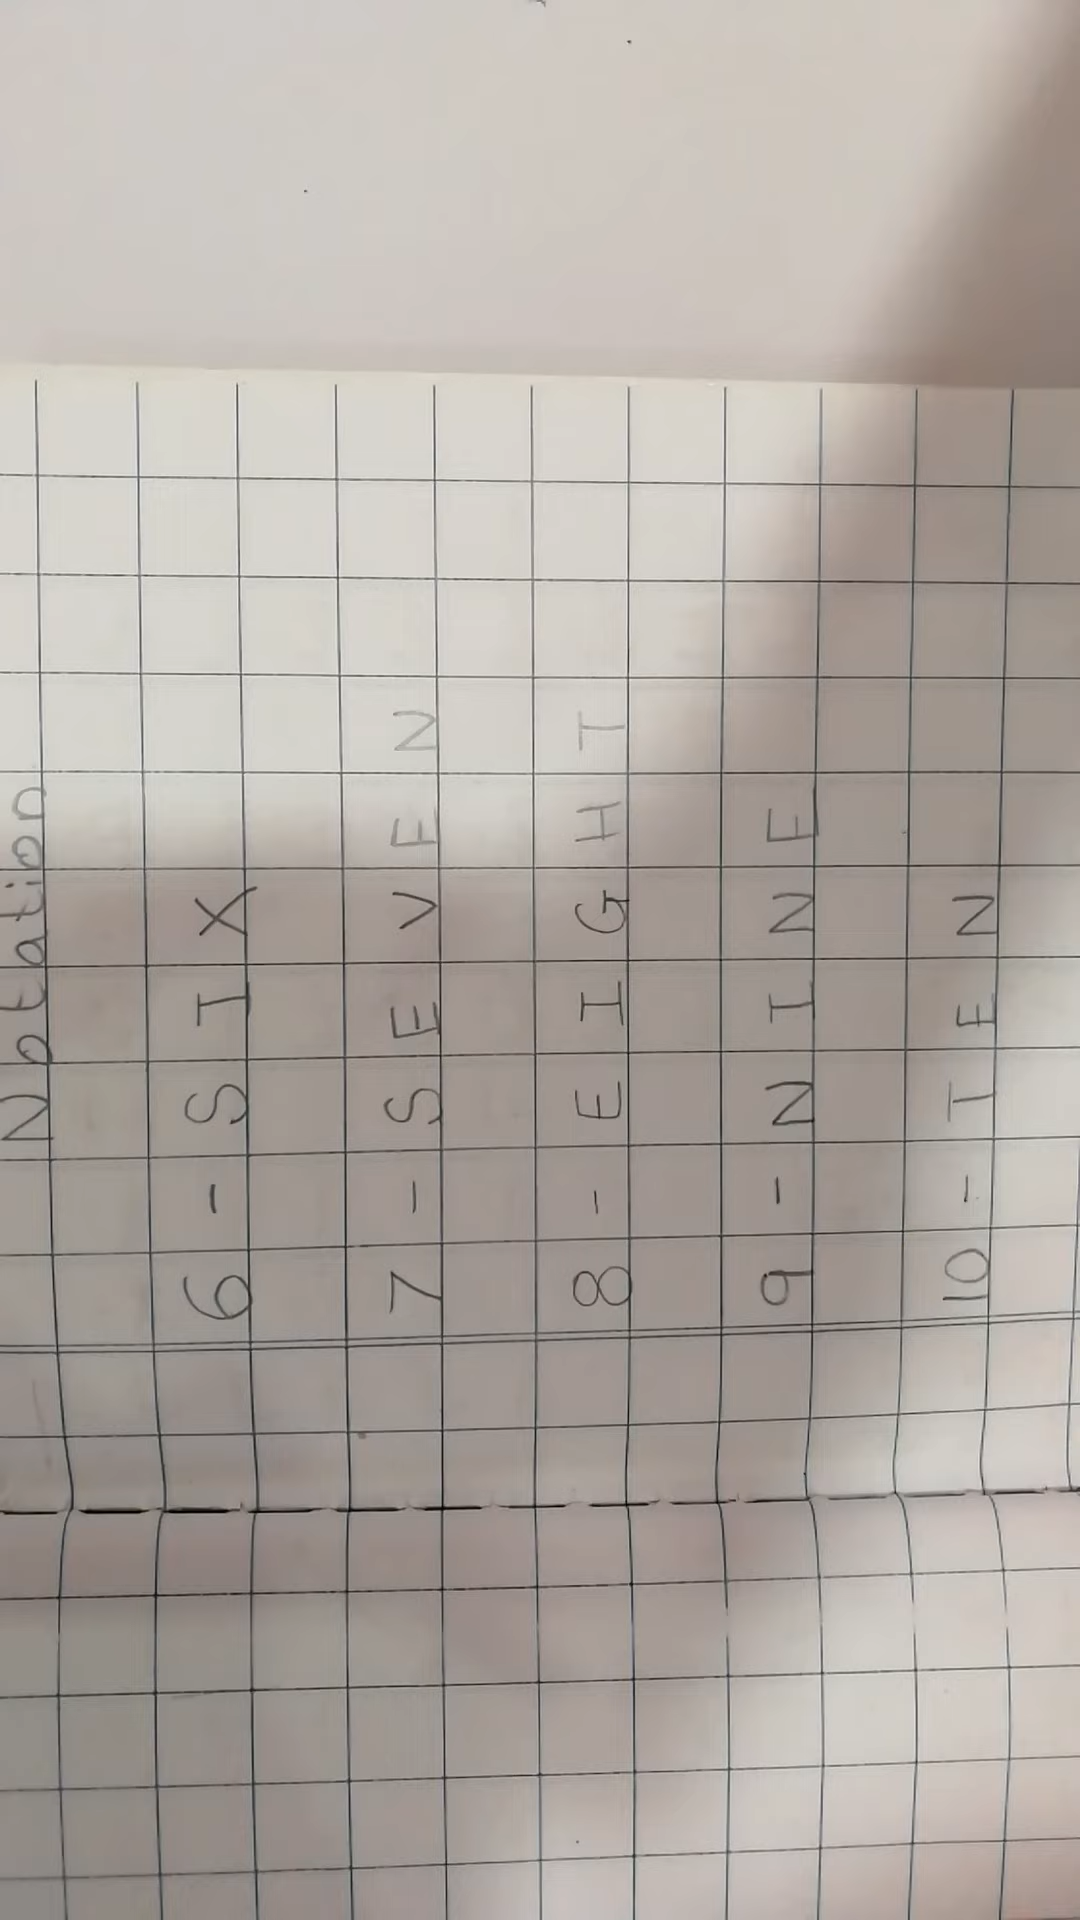 Notation
6 - SIX
7 - SEVEN
8 - EIGHT
9 - NINE
10 - TEN